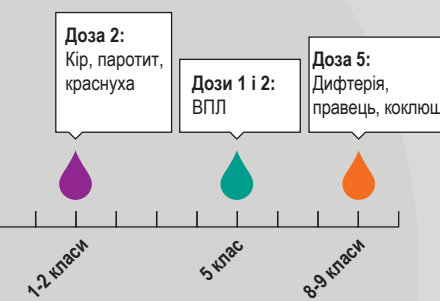 Доза 2:
Кір, паротит,
краснуха
Дози 1 і 2:
ВПЛ
Доза 5:
Дифтерія,
правець, коклюш
1-2 класи
5 клас
8-9 класи